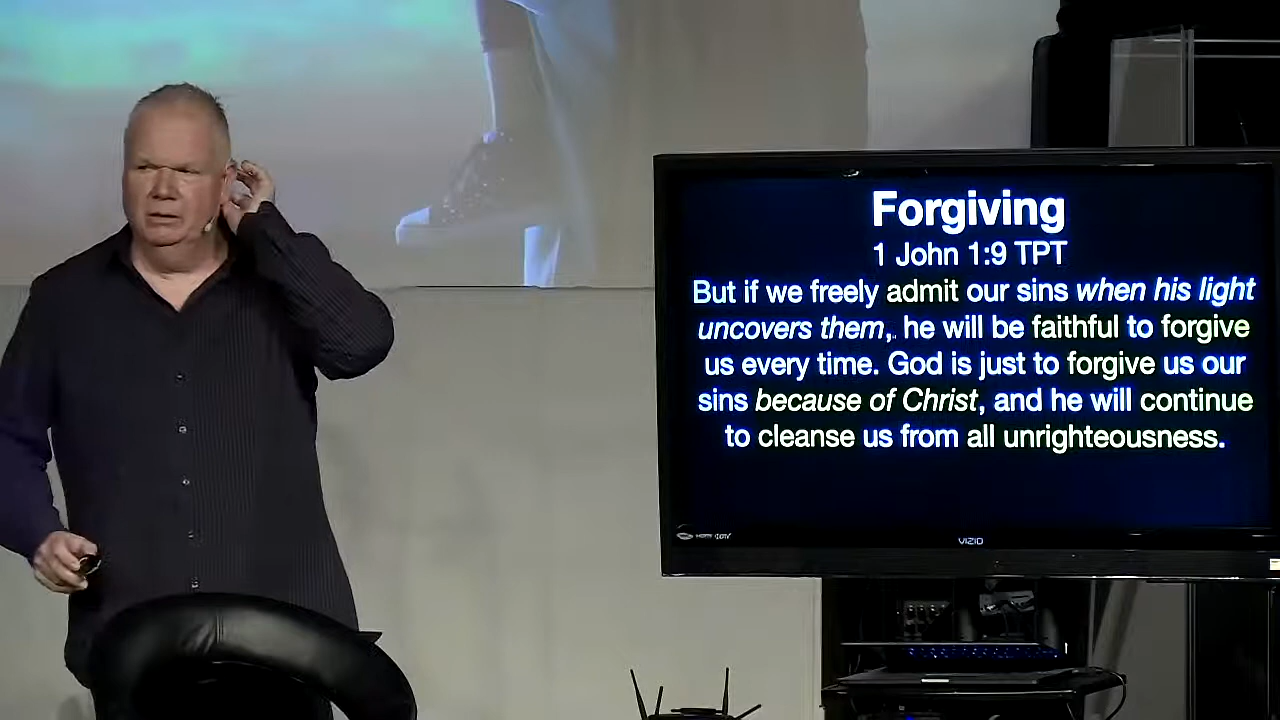 Forgiving
1 John 1:9 TPT
But if we freely admit our sins when his light
uncovers them,. he will be faithful to forgive
us every time. God is just to forgive us our
sins because of Christ, and he will continue
to cleanse us from all unrighteousness.
VIZIO